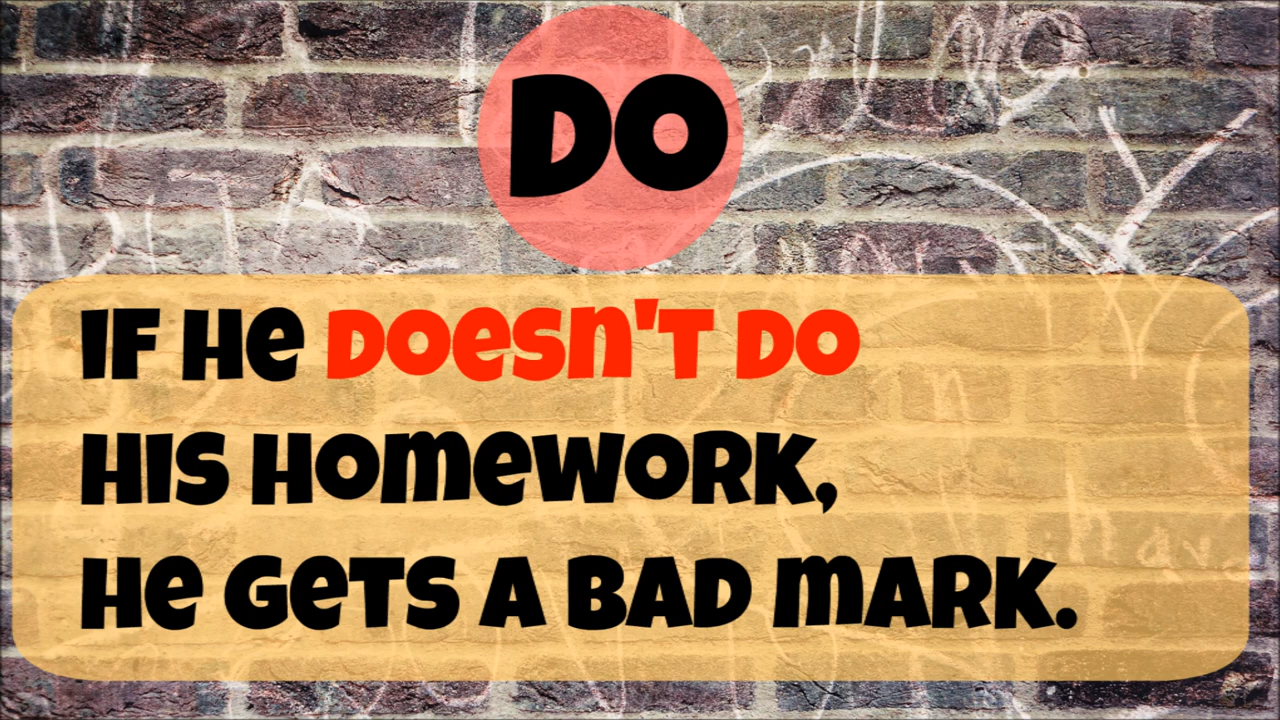 DO
IF He DOesn'T DO
HIS HOmewORK,
He GeTS A BAD mARK.